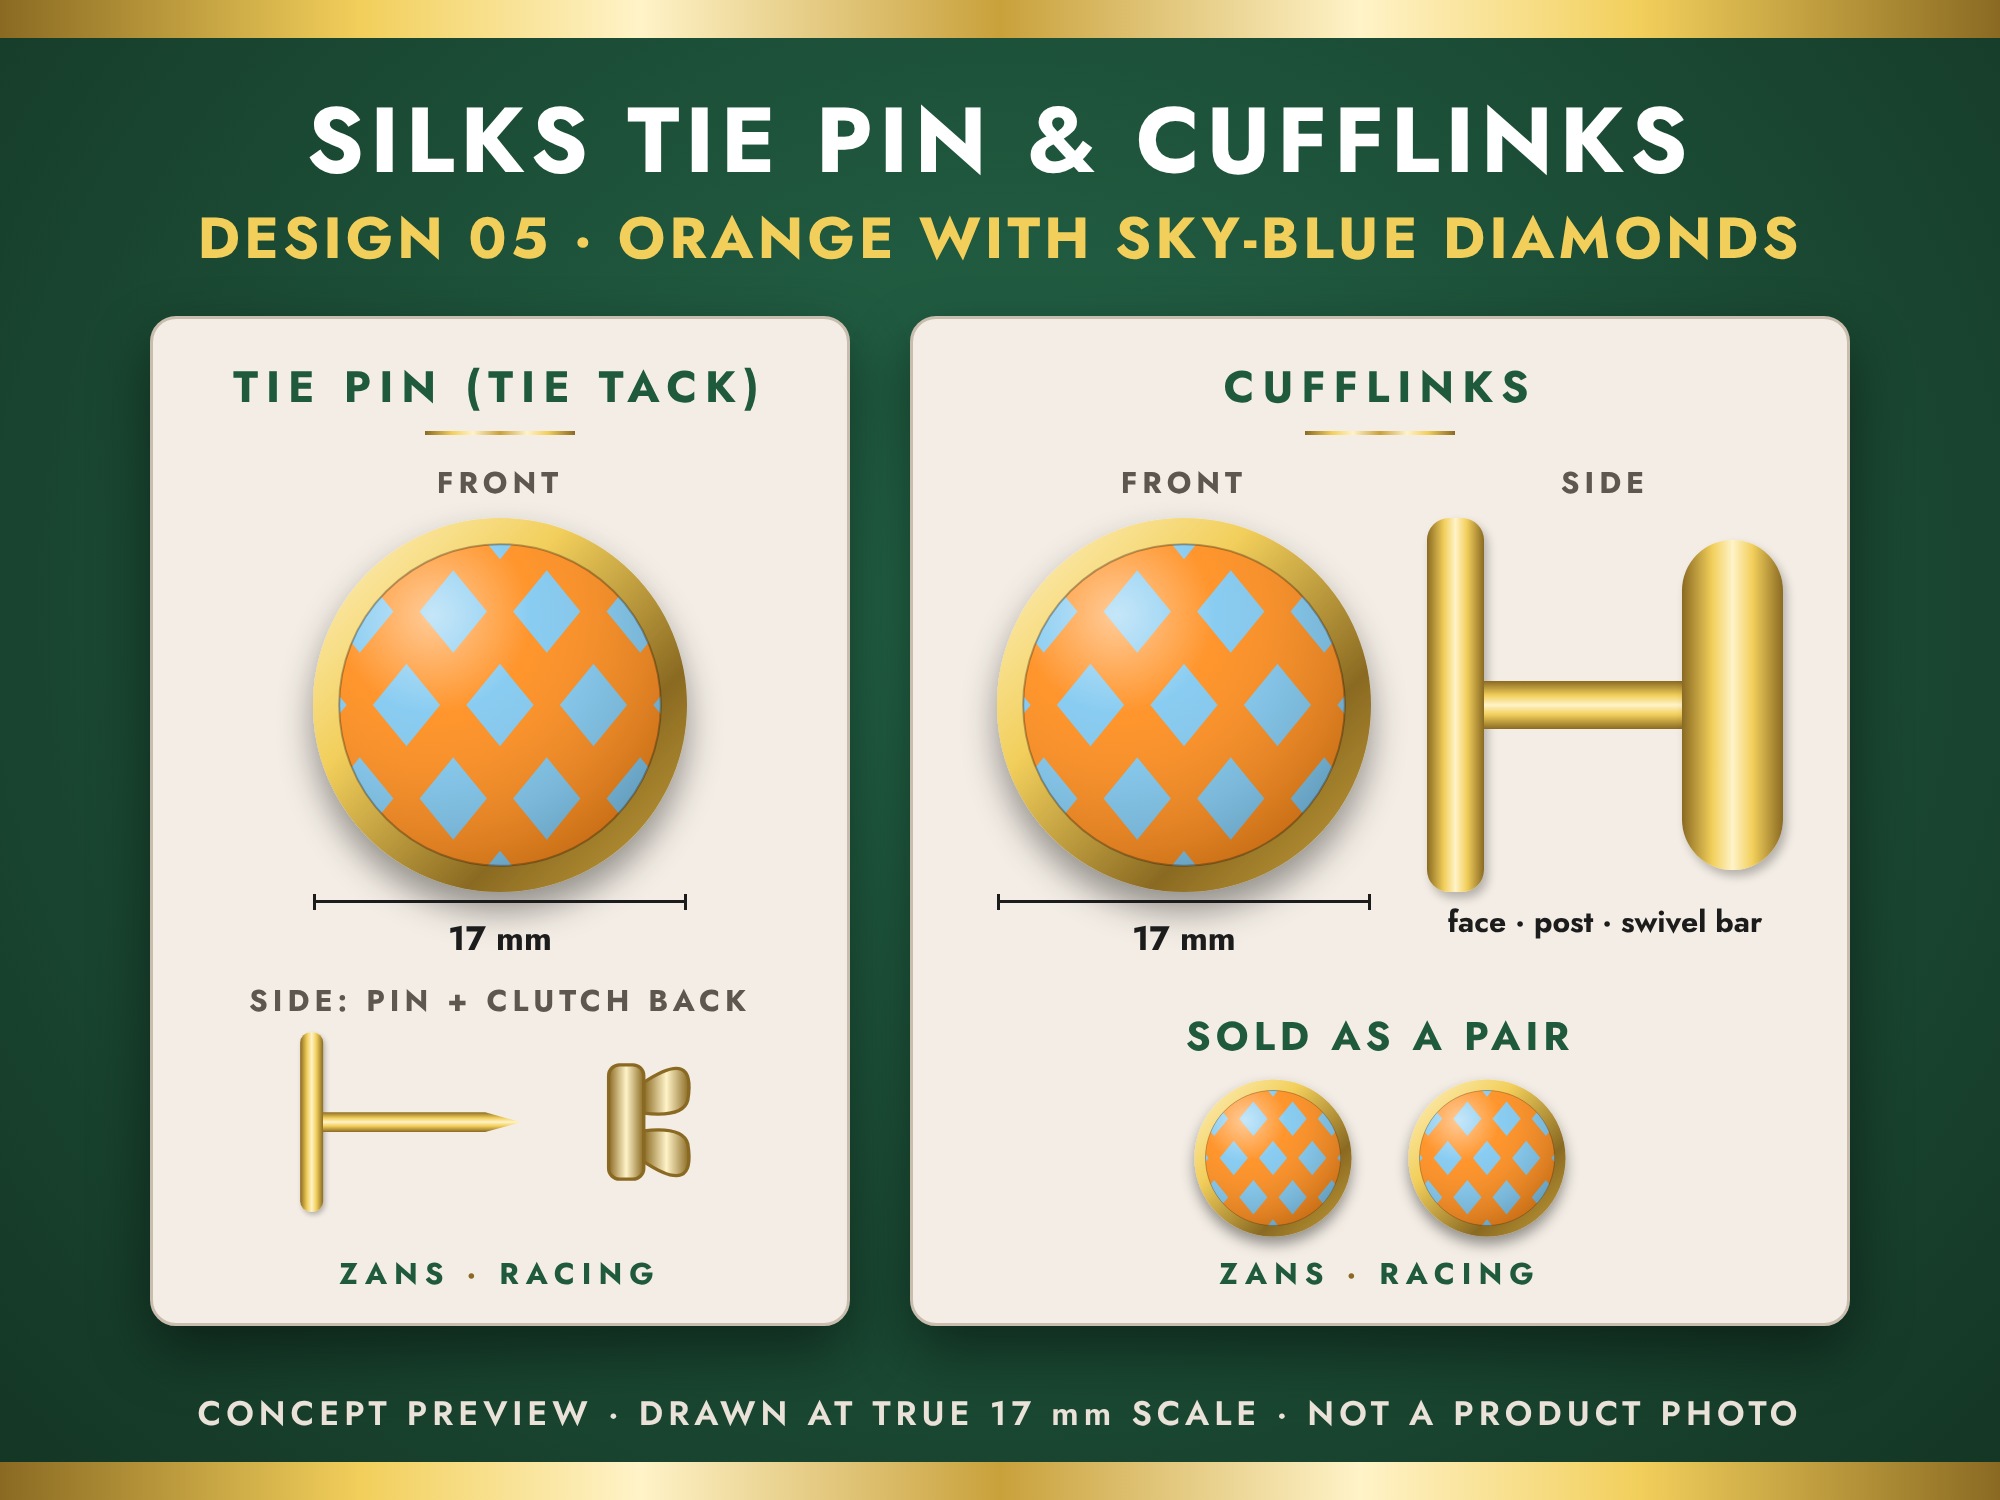 SILKS TIE PIN & CUFFLINKS
DESIGN 05 · ORANGE WITH SKY-BLUE DIAMONDS
TIE PIN (TIE TACK)
FRONT
17 mm
SIDE: PIN + CLUTCH BACK
ZANS · RACING
CUFFLINKS
FRONT
SIDE
17 mm
face · post · swivel bar
SOLD AS A PAIR
ZANS · RACING
CONCEPT PREVIEW · DRAWN AT TRUE 17 mm SCALE · NOT A PRODUCT PHOTO